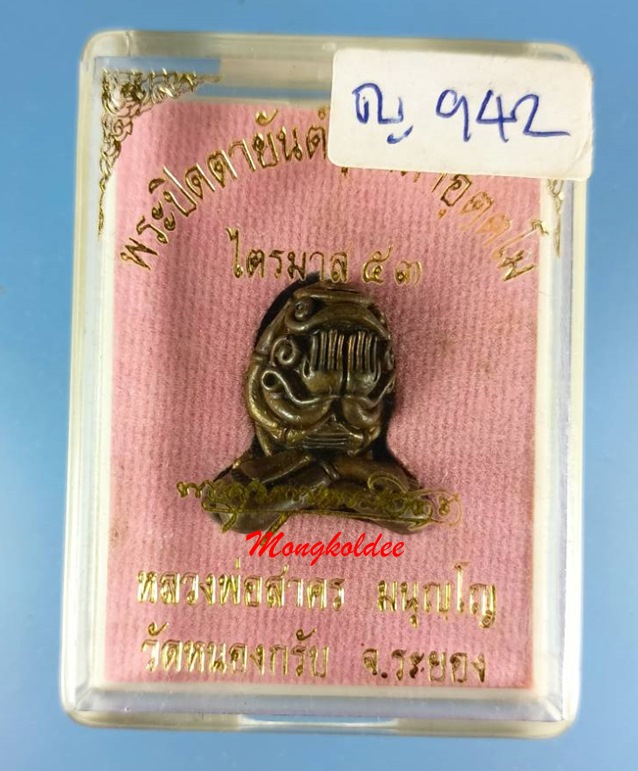 ญ 942
พระปิดตายันต์
ไตรมาส ๕๓
Mongkoldee
หลวงพ่อสาคร มนุญโญ
วัดหนองกรับ จ.ระยอง